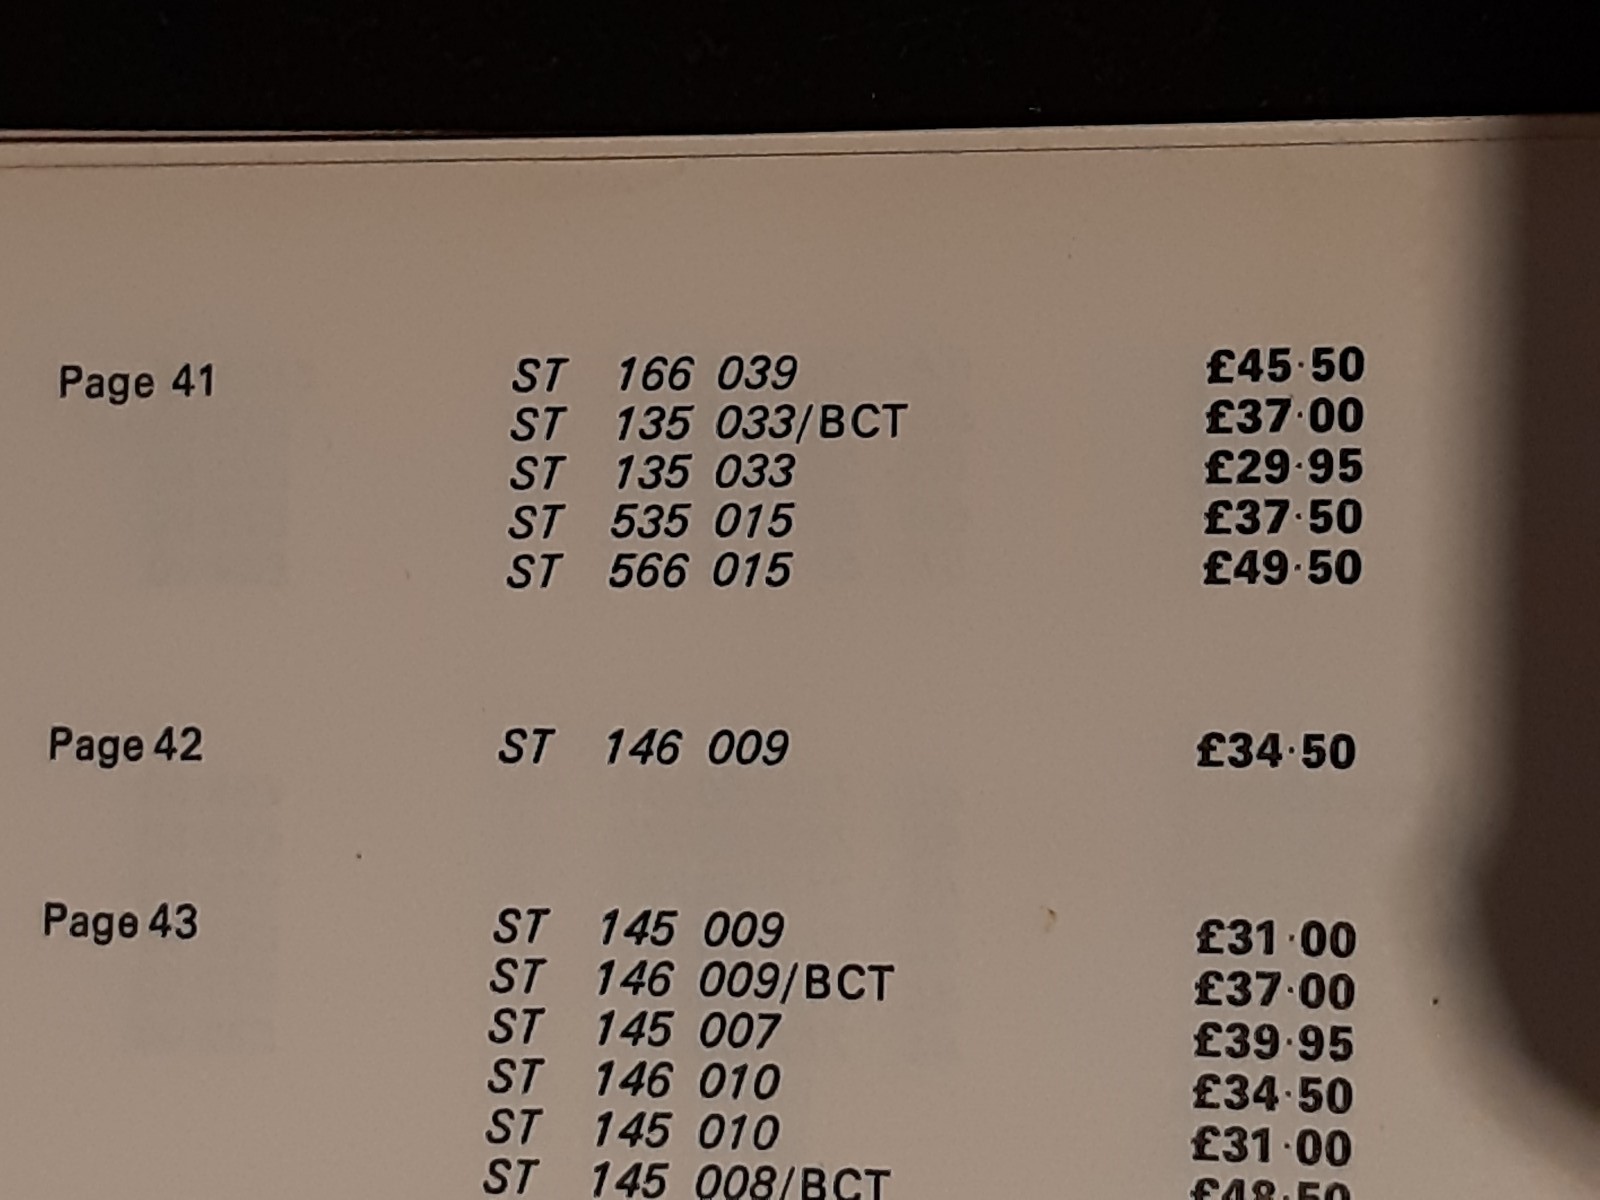 Page 41 ST 166 039 £45·50
ST 135 033/BCT £37·00
ST 135 033 £29·95
ST 535 015 £37·50
ST 566 015 £49·50
Page 42 ST 146 009 £34·50
Page 43 ST 145 009 £31·00
ST 146 009/BCT £37·00
ST 145 007 £39·95
ST 146 010 £34·50
ST 145 010 £31·00
ST 145 008/BCT £48·50